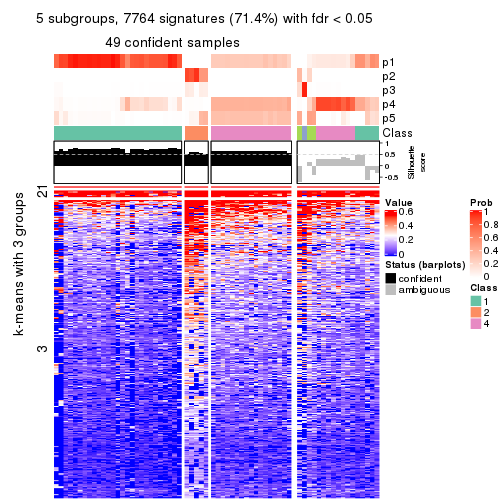 5 subgroups, 7764 signatures (71.4%) with fdr < 0.05
49 confident samples
p1
p2
p3
p4
p5
Class
1
0.5
0
-0.5
Silhouette
score
k-means with 3 groups
21
3
Value
0.6
0.4
0.2
0
Status (barplots)
confident
ambiguous
Prob
1
0.8
0.6
0.4
0.2
0
Class
1
2
4